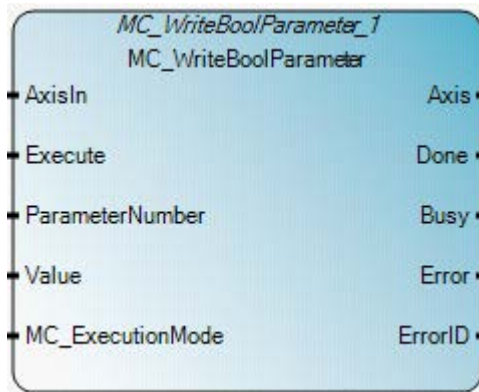 MC_WriteBoolParameter_1
MC_WriteBoolParameter
AxisIn Axis
Execute Done
ParameterNumber Busy
Value Error
MC_ExecutionMode ErrorID